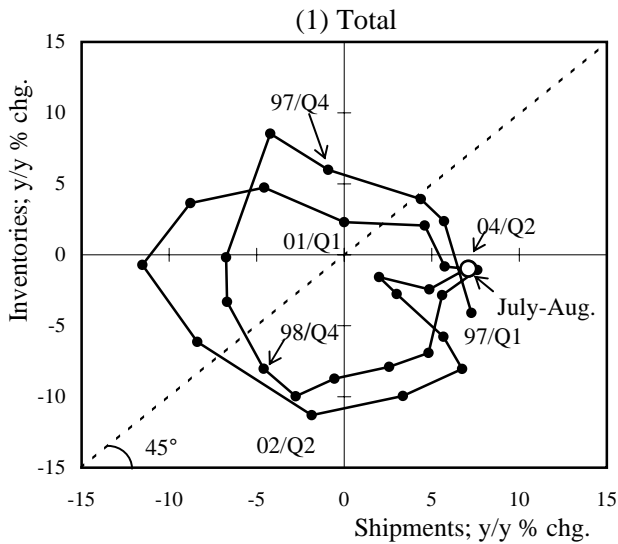 (1) Total
15
15
10
5
0
-5
-10
-15
Inventories; y/y % chg.
97/Q4
04/Q2
01/Q1
July-Aug.
97/Q1
98/Q4
02/Q2
45°
-15
-10
-5
0
5
10
15
Shipments; y/y % chg.